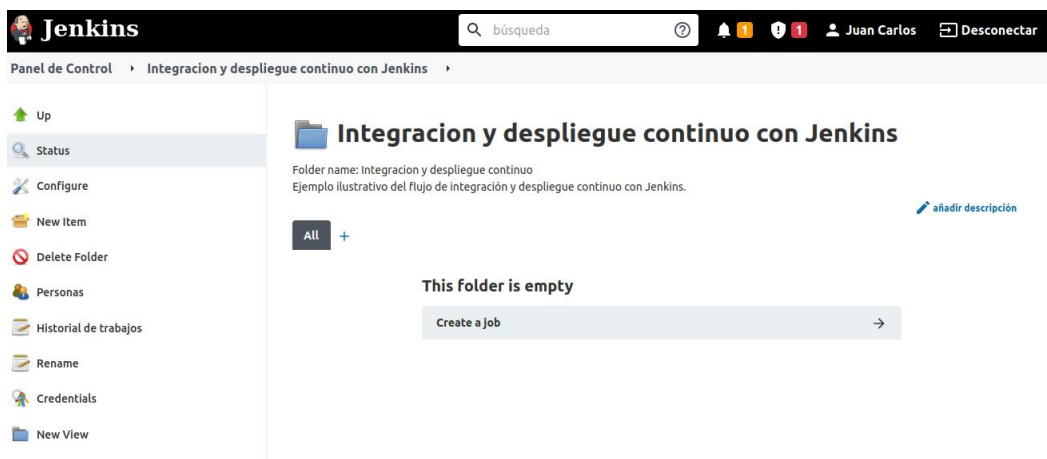 Jenkins
búsqueda
1
1
Juan Carlos
Desconectar
Panel de Control
Integracion y despliegue continuo con Jenkins
Up
Status
Configure
New Item
Delete Folder
Personas
Historial de trabajos
Rename
Credentials
New View
Integracion y despliegue continuo con Jenkins
Folder name: Integracion y despliegue continuo
Ejemplo ilustrativo del flujo de integración y despliegue continuo con Jenkins.
añadir descripción
All +
This folder is empty
Create a job